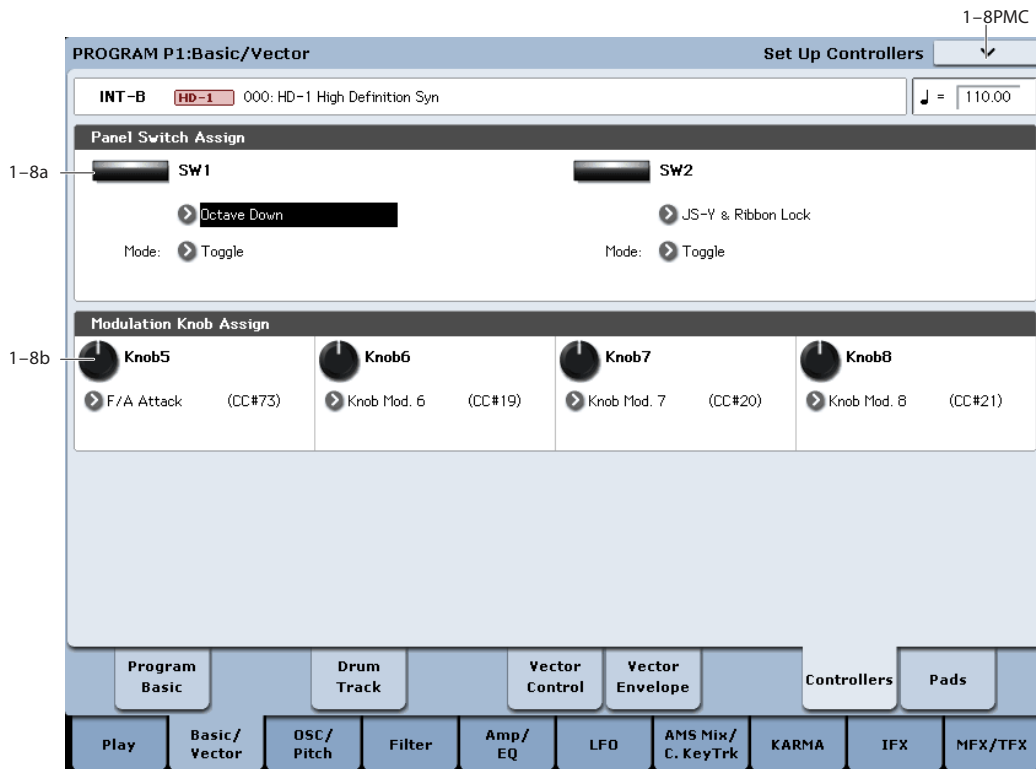 1–8PMC
PROGRAM P1:Basic/Vector Set Up Controllers
INT-B HD-1 000: HD-1 High Definition Syn ♩ = 110.00
Panel Switch Assign
1–8a SW1 SW2
Octave Down JS-Y & Ribbon Lock
Mode: Toggle Mode: Toggle
Modulation Knob Assign
1–8b Knob5 Knob6 Knob7 Knob8
F/A Attack (CC#73) Knob Mod. 6 (CC#19) Knob Mod. 7 (CC#20) Knob Mod. 8 (CC#21)
Program Basic Drum Track Vector Control Vector Envelope Controllers Pads
Play Basic/Vector OSC/Pitch Filter Amp/EQ LFO AMS Mix/C. KeyTrk KARMA IFX MFX/TFX